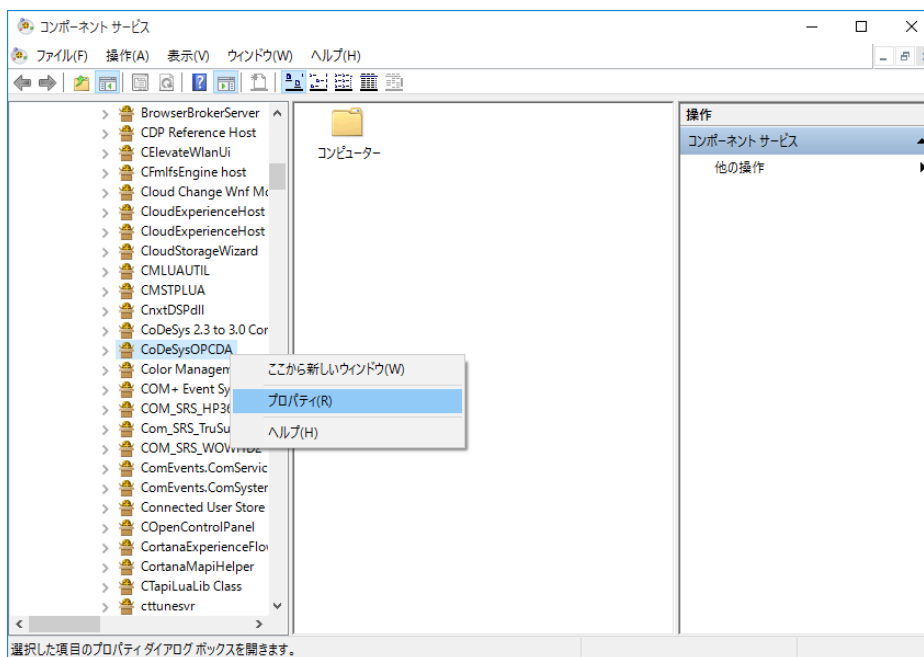 コンポーネント サービス
ファイル(F) 操作(A) 表示(V) ウィンドウ(W) ヘルプ(H)
BrowserBrokerServer
CDP Reference Host
CElevateWlanUi
CFmIfsEngine host
Cloud Change Wnf Mo
CloudExperienceHost
CloudExperienceHost
CloudStorageWizard
CMLUAUTIL
CMSTPLUA
CnxtDSPdll
CoDeSys 2.3 to 3.0 Cor
CoDeSysOPCDA
Color Managem
COM+ Event Sy
COM_SRS_HP36
Com_SRS_TruSu
COM_SRS_WOWHD2
ComEvents.ComServic
ComEvents.ComSyster
Connected User Store
COpenControlPanel
CortanaExperienceFlo
CortanaMapiHelper
CTapiLuaLib Class
cttunesvr
ここから新しいウィンドウ(W)
プロパティ(R)
ヘルプ(H)
コンピューター
操作
コンポーネント サービス
他の操作
選択した項目のプロパティ ダイアログ ボックスを開きます。